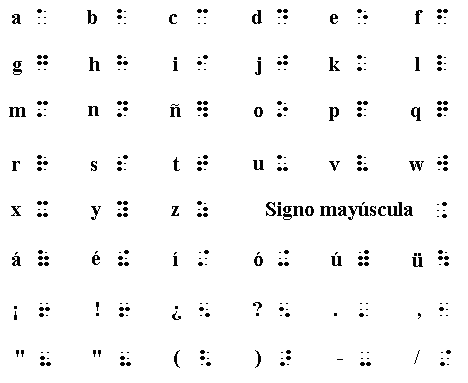 a b c d e f
g h i j k l
m n ñ o p q
r s t u v w
x y z Signo mayúscula
á é í ó ú ü
¡ ! ¿ ? . ,
" " ( ) - /